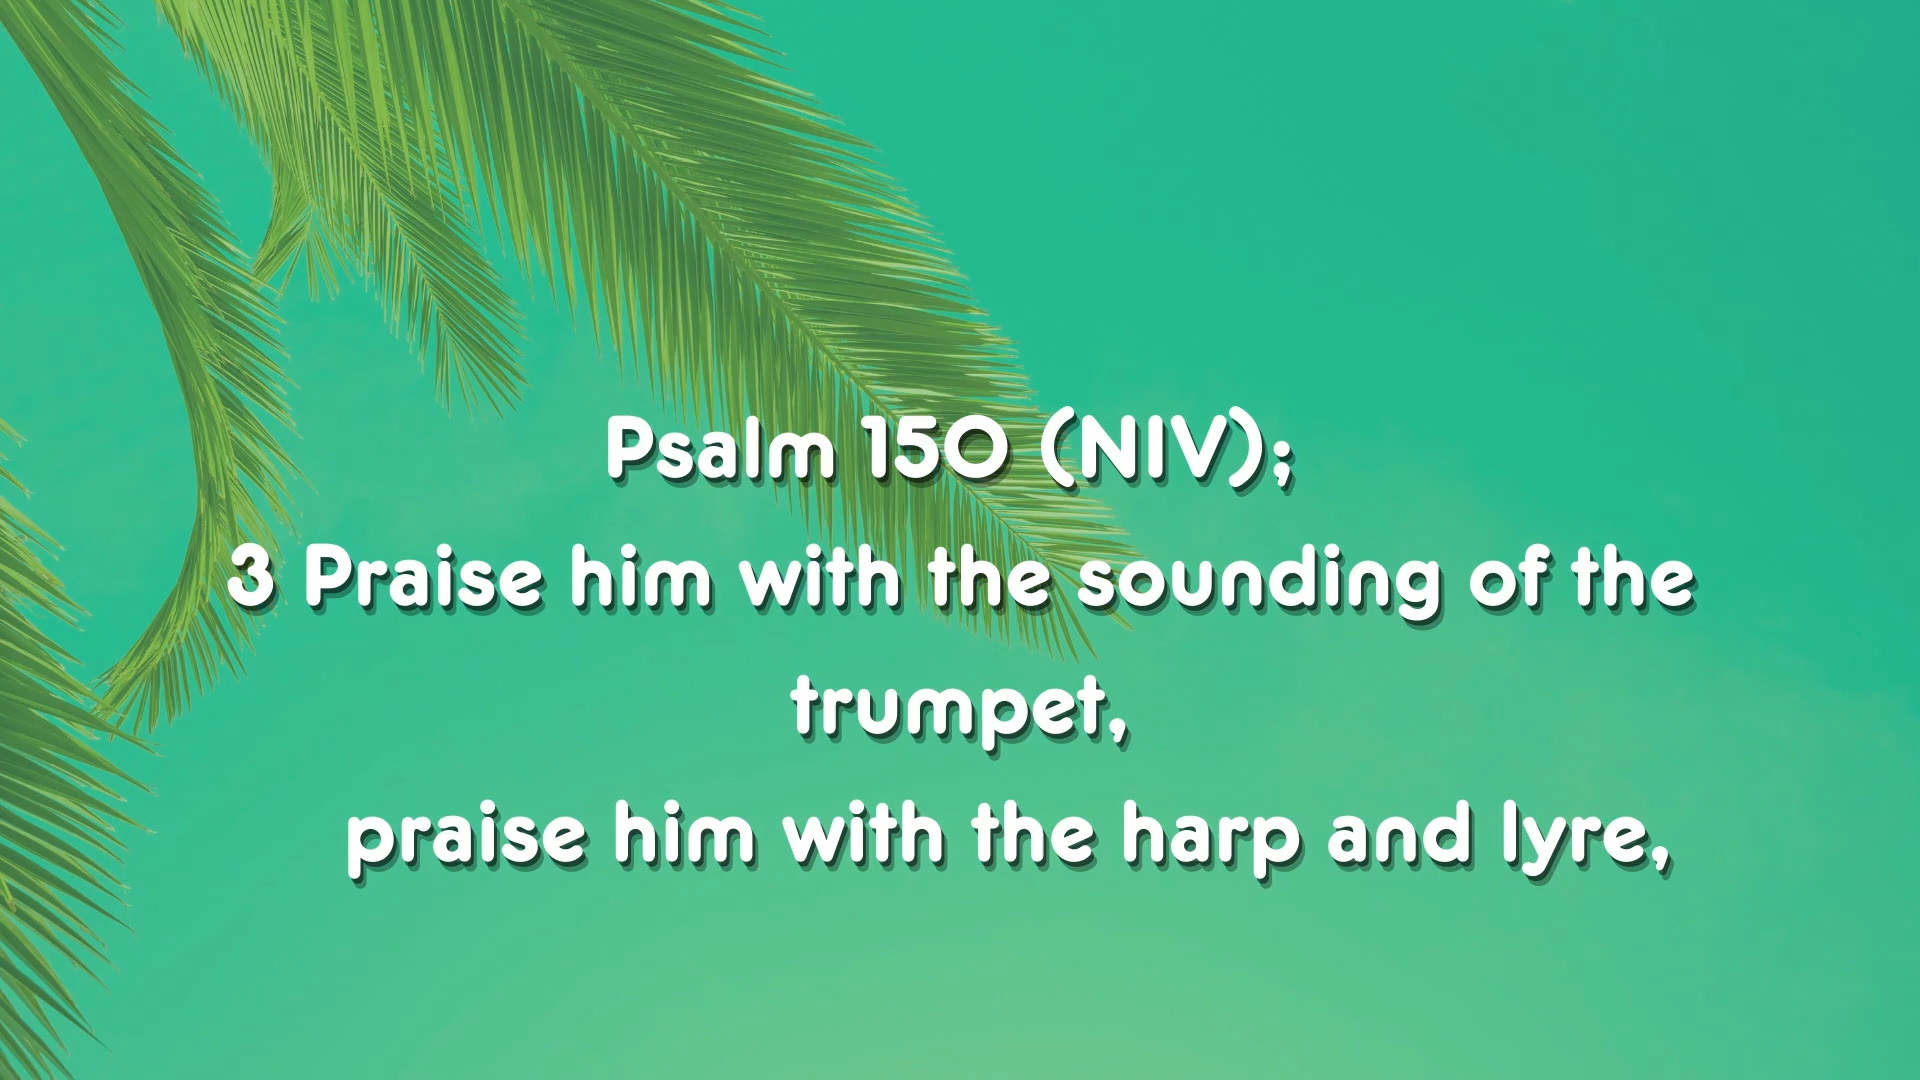 Psalm 150 (NIV);
3 Praise him with the sounding of the
trumpet,
praise him with the harp and lyre,